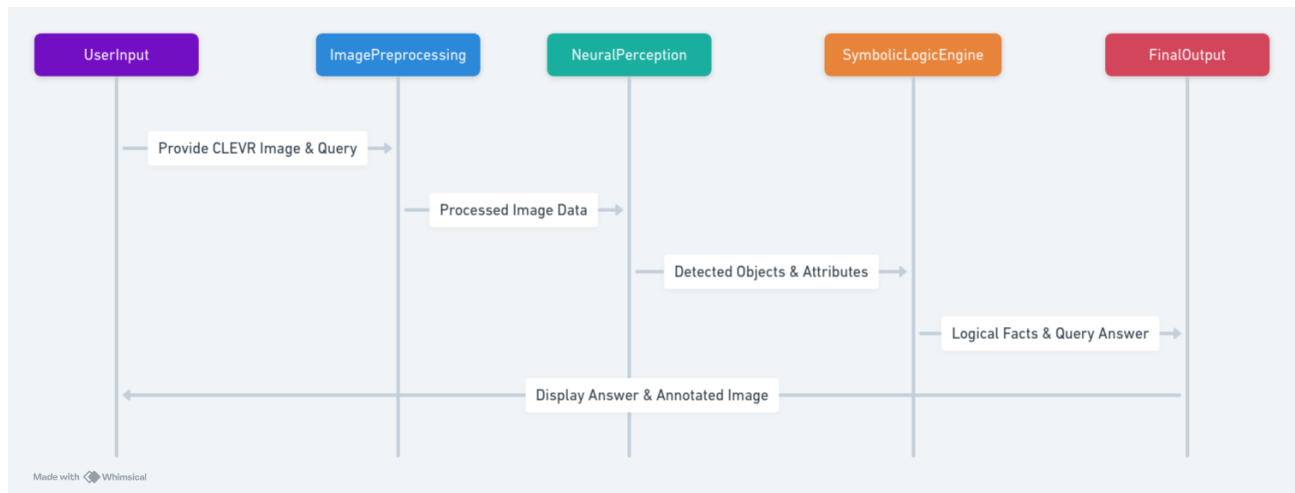 UserInput
ImagePreprocessing
NeuralPerception
SymbolicLogicEngine
FinalOutput
Provide CLEVR Image & Query
Processed Image Data
Detected Objects & Attributes
Logical Facts & Query Answer
Display Answer & Annotated Image
Made with Whimsical